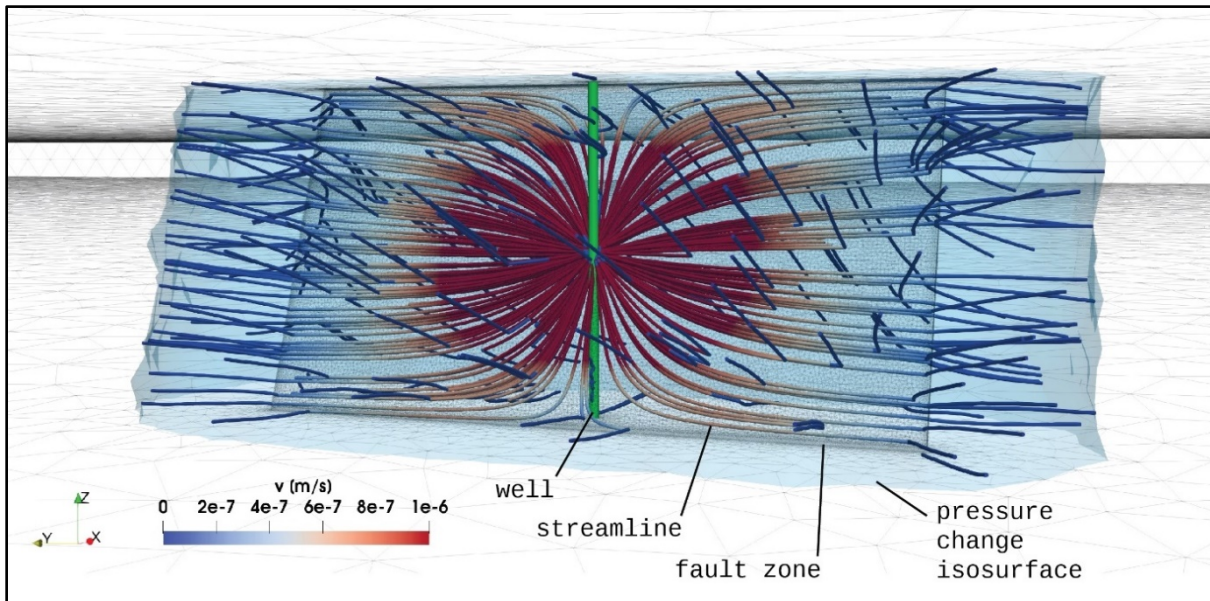 v (m/s)
0 2e-7 4e-7 6e-7 8e-7 1e-6
Z
Y
X
well
streamline
fault zone
pressure
change
isosurface